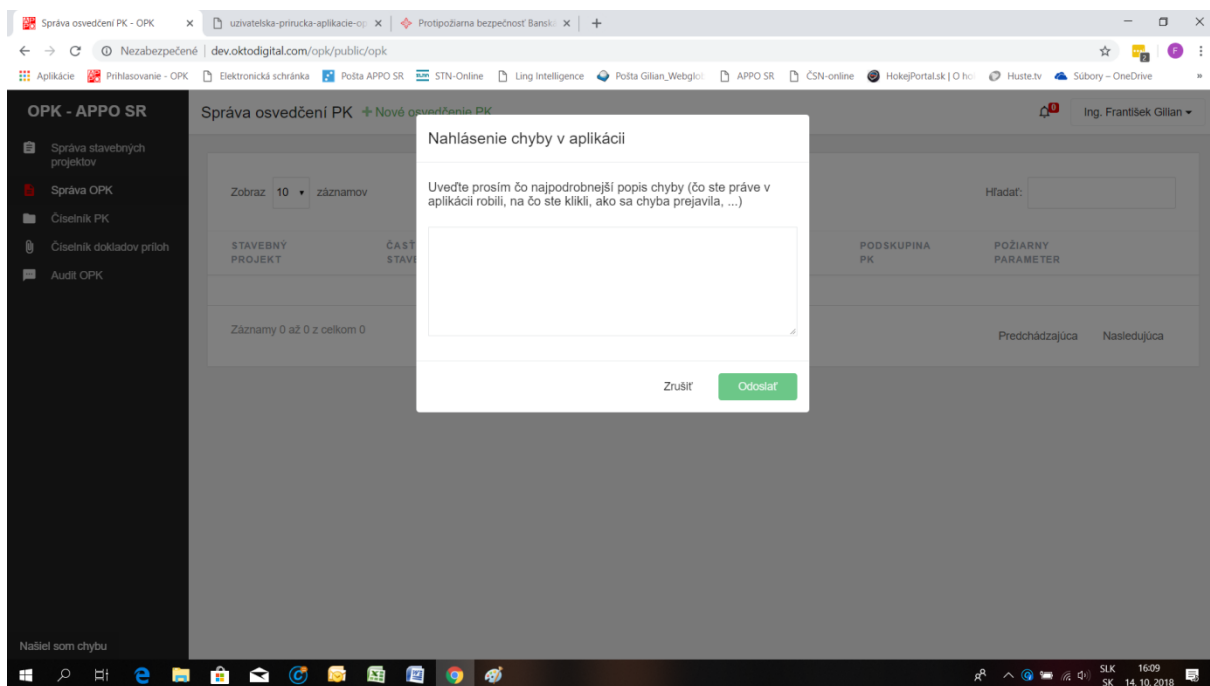 Správa osvedčení PK - OPK
uzivatelska-prirucka-aplikacie-op
Protipožiarna bezpečnosť Bansk
Nezabezpečené | dev.oktodigital.com/opk/public/opk
Aplikácie Prihlasovanie - OPK Elektronická schránka Pošta APPO SR STN-Online Ling Intelligence Pošta Gilian_Webglo APPO SR ČSN-online HokejPortal.sk | O ho Huste.tv Súbory – OneDrive
OPK - APPO SR
Správa osvedčení PK + Nové osvedčenie PK
0
Ing. František Gilian
Správa stavebných
projektov
Správa OPK
Číselník PK
Číselník dokladov príloh
Audit OPK
Nahlásenie chyby v aplikácii
Uveďte prosím čo najpodrobnejší popis chyby (čo ste práve v
aplikácii robili, na čo ste klikli, ako sa chyba prejavila, ...)
Zrušiť
Odoslať
Zobraz 10 záznamov
Hľadať:
STAVEBNÝ
PROJEKT
ČASŤ
STAVE
PODSKUPINA
PK
POŽIARNY
PARAMETER
Záznamy 0 až 0 z celkom 0
Predchádzajúca
Nasledujúca
Našiel som chybu
SLK
SK
16:09
14. 10. 2018